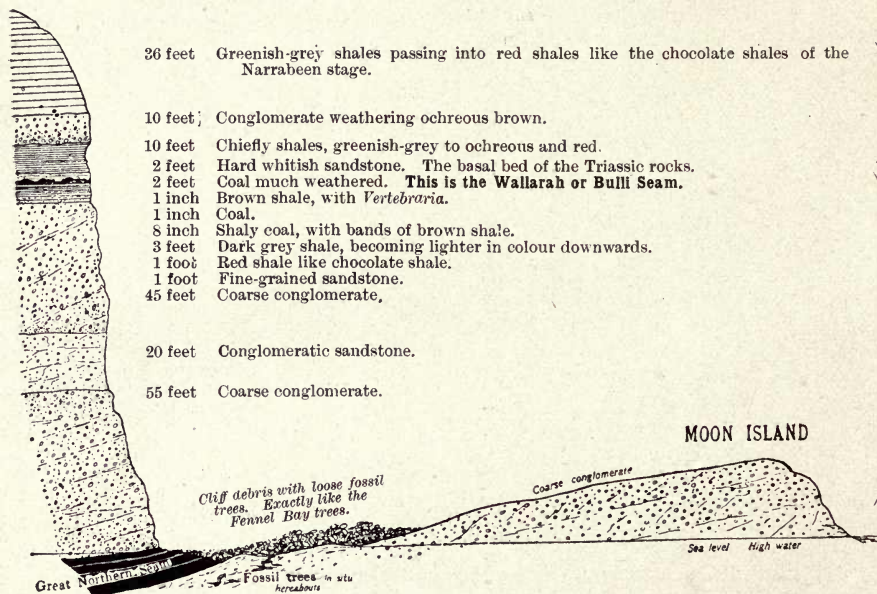 36 feet Greenish-grey shales passing into red shales like the chocolate shales of the
Narrabeen stage.
10 feet; Conglomerate weathering ochreous brown.
10 feet Chiefly shales, greenish-grey to ochreous and red.
2 feet Hard whitish sandstone. The basal bed of the Triassic rocks.
2 feet Coal much weathered. This is the Wallarah or Bulli Seam.
1 inch Brown shale, with Vertebraria.
1 inch Coal.
8 inch Shaly coal, with bands of brown shale.
3 feet Dark grey shale, becoming lighter in colour downwards.
1 foot Red shale like chocolate shale.
1 foot Fine-grained sandstone.
45 feet Coarse conglomerate.
20 feet Conglomeratic sandstone.
55 feet Coarse conglomerate.
MOON ISLAND
Coarse conglomerate
Cliff debris with loose fossil
trees. Exactly like the
Fennel Bay trees.
Sea level High water
Great Northern Seam
Fossil trees in situ
hereabouts